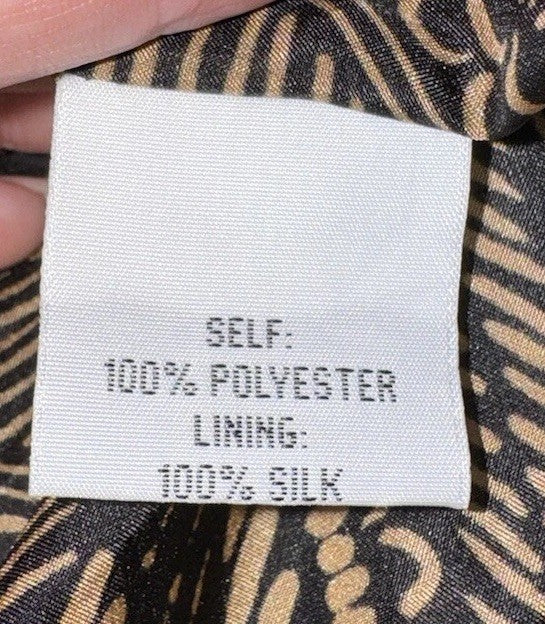 SELF:
100% POLYESTER
LINING:
100% SILK